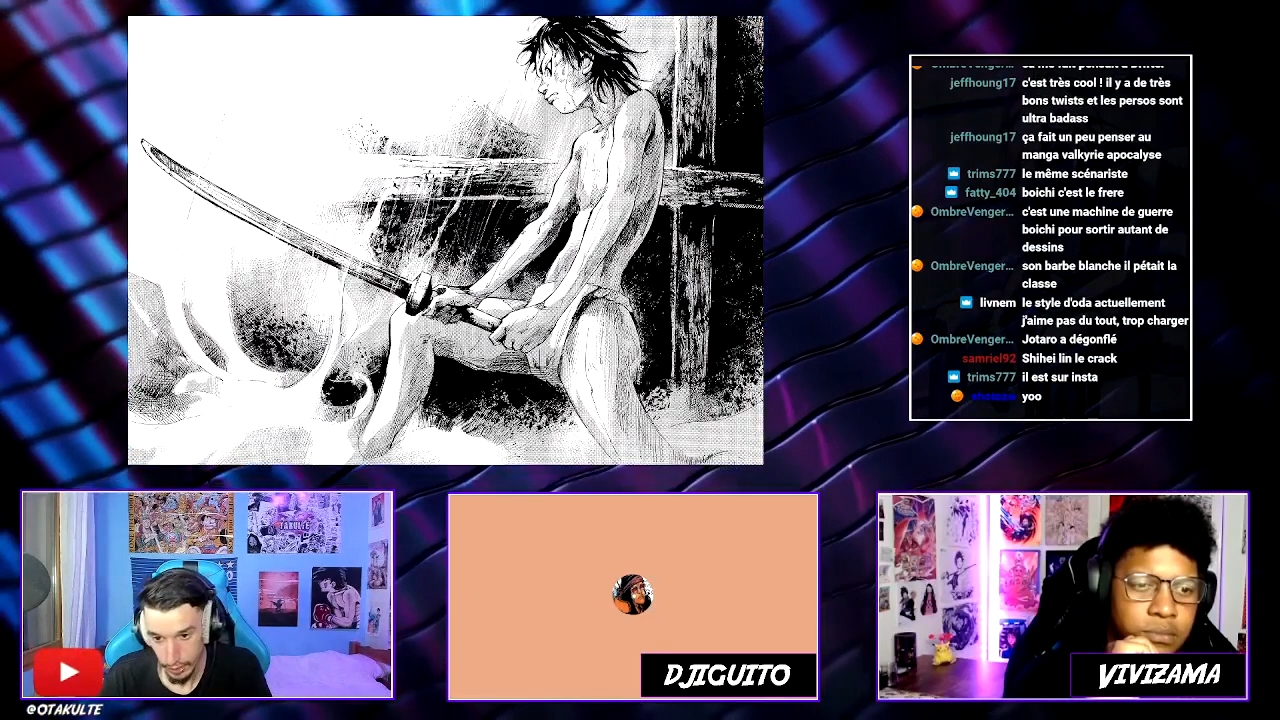 jeffhoung17 c'est très cool ! il y a de très
bons twists et les persos sont
ultra badass
jeffhoung17 ça fait un peu penser au
manga valkyrie apocalypse
trims777 le même scénariste
fatty_404 boichi c'est le frere
OmbreVenger... c'est une machine de guerre
boichi pour sortir autant de
dessins
OmbreVenger... son barbe blanche il pétait la
classe
livnem le style d'oda actuellement
j'aime pas du tout, trop charger
OmbreVenger... Jotaro a dégonflé
samriel92 Shihei lin le crack
trims777 il est sur insta
yoo
TAKULTE
DJIGUITO
VIVIZAMA
@OTAKULTE